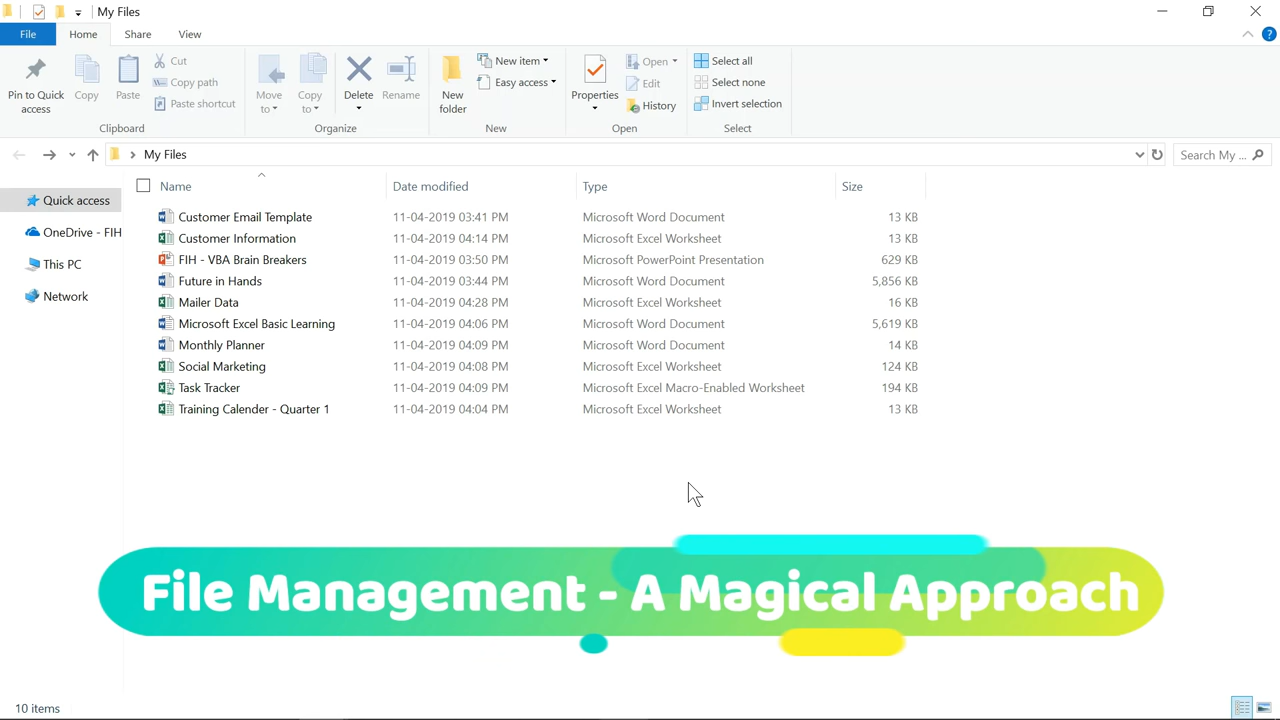 My Files
File Home Share View
Pin to Quick access
Copy
Paste
Cut
Copy path
Paste shortcut
Clipboard
Move to
Copy to
Delete
Rename
Organize
New folder
New item
Easy access
New
Properties
Open
Edit
History
Open
Select all
Select none
Invert selection
Select
My Files
Search My ...
Quick access
OneDrive - FIH
This PC
Network
Name Date modified Type Size
Customer Email Template 11-04-2019 03:41 PM Microsoft Word Document 13 KB
Customer Information 11-04-2019 04:14 PM Microsoft Excel Worksheet 13 KB
FIH - VBA Brain Breakers 11-04-2019 03:50 PM Microsoft PowerPoint Presentation 629 KB
Future in Hands 11-04-2019 03:44 PM Microsoft Word Document 5,856 KB
Mailer Data 11-04-2019 04:28 PM Microsoft Excel Worksheet 16 KB
Microsoft Excel Basic Learning 11-04-2019 04:06 PM Microsoft Word Document 5,619 KB
Monthly Planner 11-04-2019 04:09 PM Microsoft Word Document 14 KB
Social Marketing 11-04-2019 04:08 PM Microsoft Excel Worksheet 124 KB
Task Tracker 11-04-2019 04:09 PM Microsoft Excel Macro-Enabled Worksheet 194 KB
Training Calender - Quarter 1 11-04-2019 04:04 PM Microsoft Excel Worksheet 13 KB
File Management - A Magical Approach
10 items